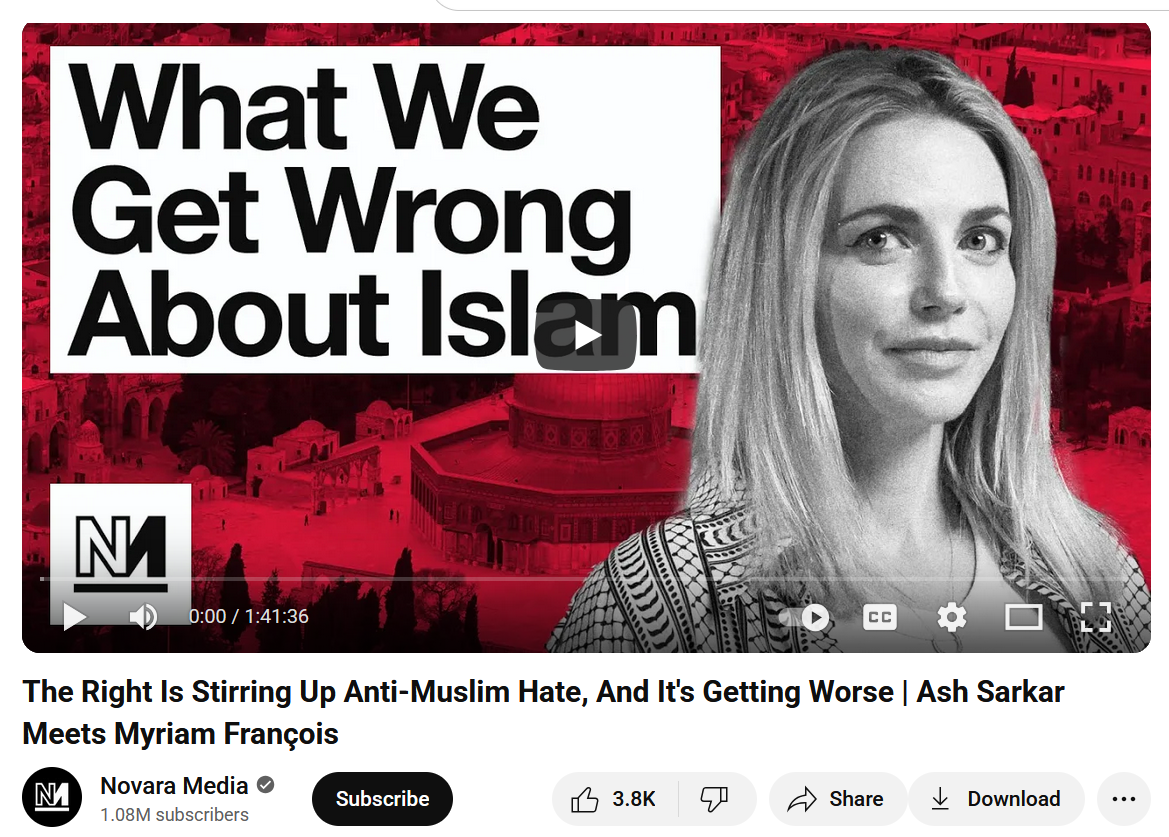 What We
Get Wrong
About Islam
NM
0:00 / 1:41:36
CC
The Right Is Stirring Up Anti-Muslim Hate, And It's Getting Worse | Ash Sarkar
Meets Myriam François
NM
Novara Media
1.08M subscribers
Subscribe
3.8K
Share
Download